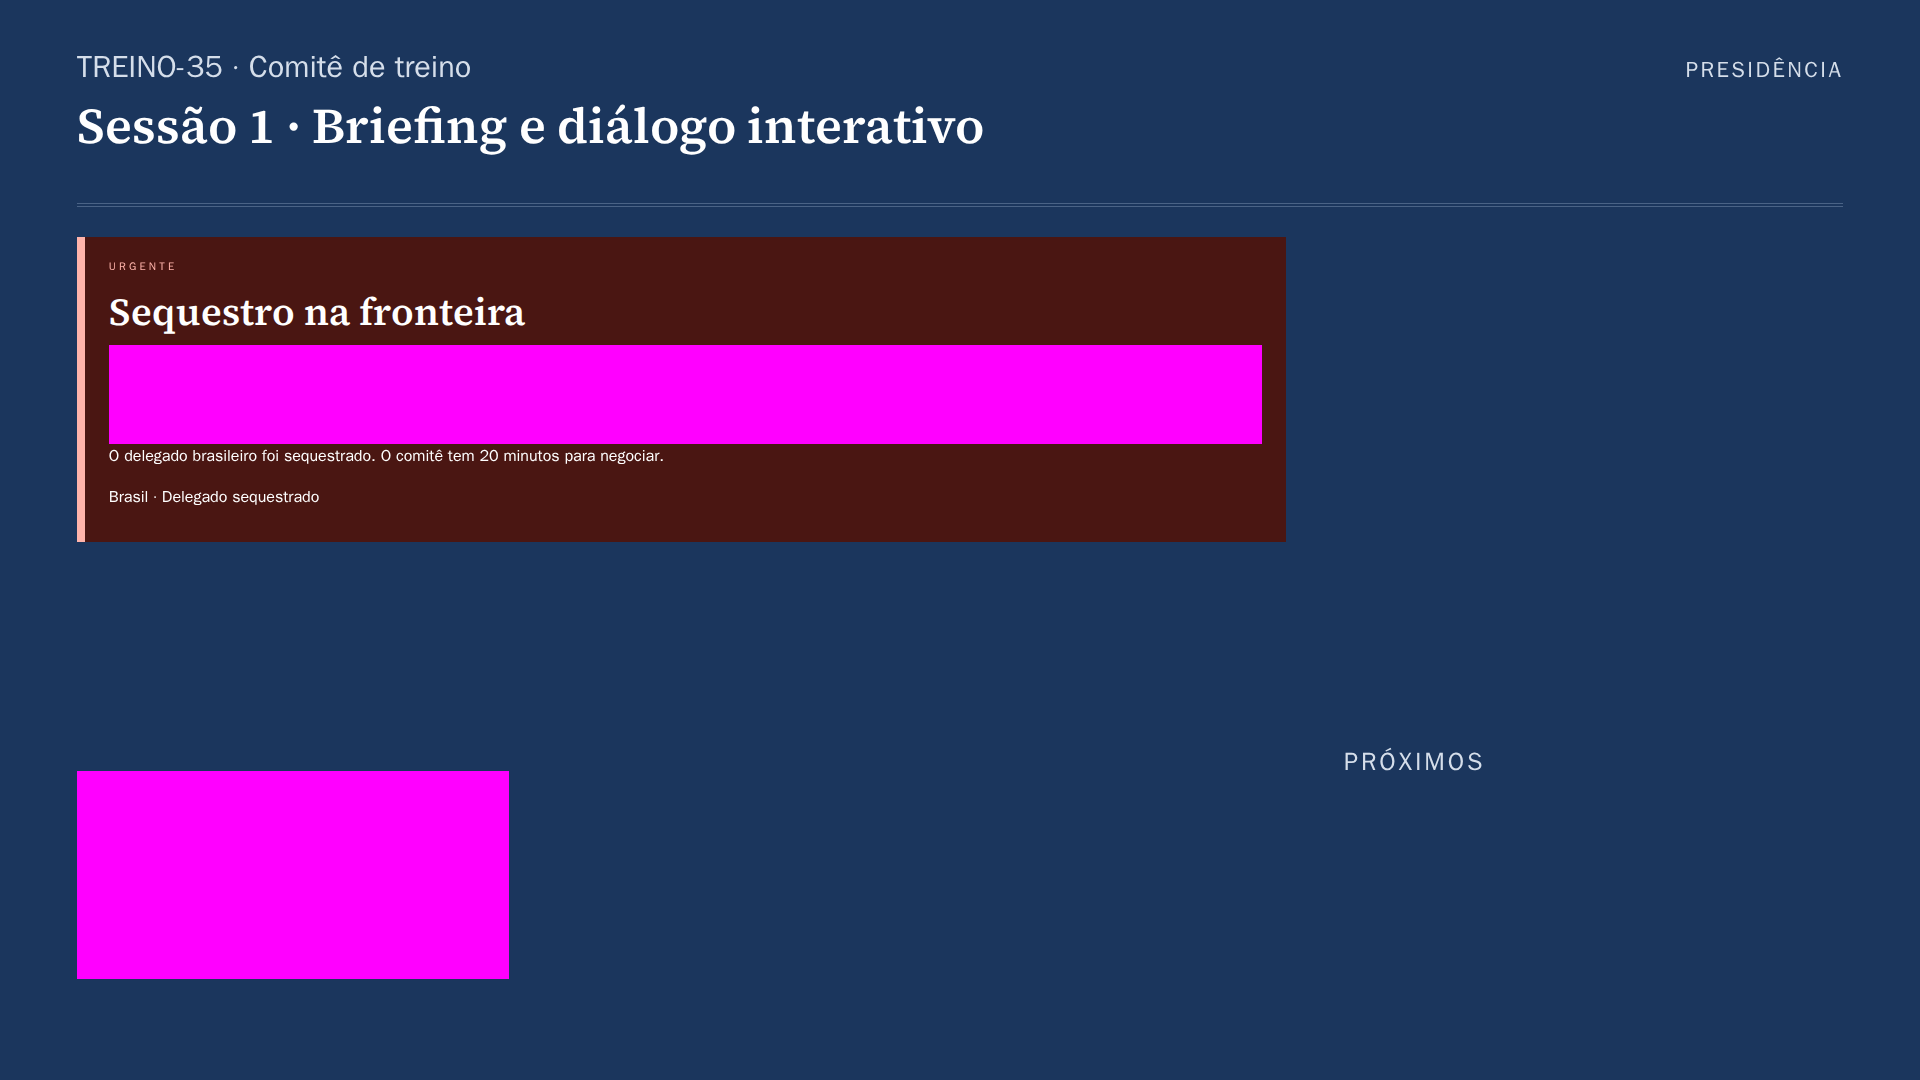 TREINO-35 · Comitê de treino
PRESIDÊNCIA
Sessão 1 · Briefing e diálogo interativo
URGENTE
Sequestro na fronteira
O delegado brasileiro foi sequestrado. O comitê tem 20 minutos para negociar.
Brasil · Delegado sequestrado
PRÓXIMOS